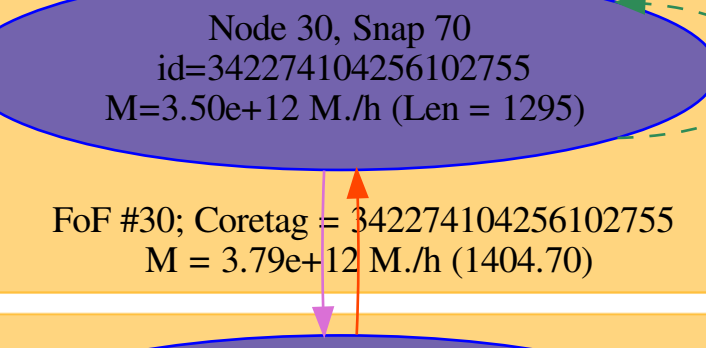 Node 30, Snap 70
id=342274104256102755
M=3.50e+12 M./h (Len = 1295)
FoF #30; Coretag = 342274104256102755
M = 3.79e+12 M./h (1404.70)